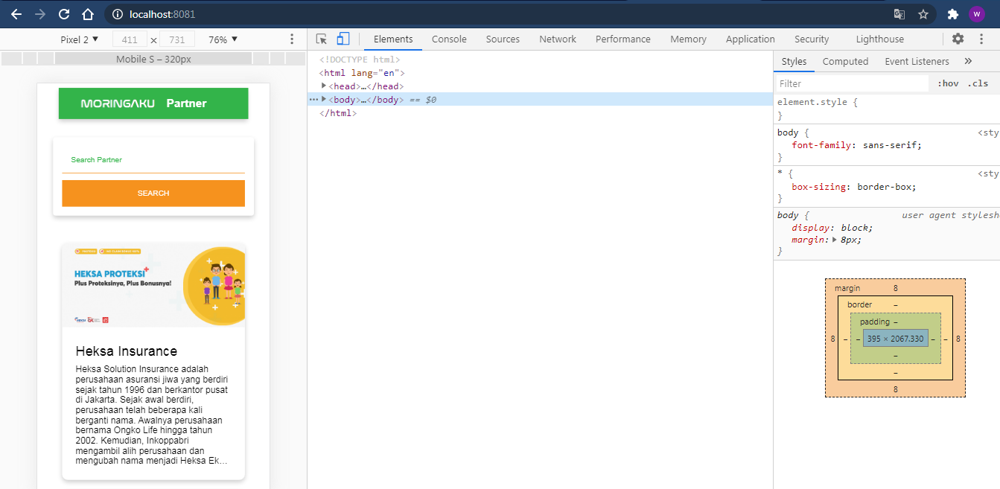 localhost:8081
W
Pixel 2 ▼ 411 × 731 76% ▼
Elements Console Sources Network Performance Memory Application Security Lighthouse
Mobile S – 320px
MORINGAKU Partner
Search Partner
SEARCH
HEKSA PROTEKSI+
Plus Proteksinya, Plus Bonusnya!
Heksa Insurance
Heksa Solution Insurance adalah
perusahaan asuransi jiwa yang berdiri
sejak tahun 1996 dan berkantor pusat
di Jakarta. Sejak awal berdiri,
perusahaan telah beberapa kali
berganti nama. Awalnya perusahaan
bernama Ongko Life hingga tahun
2002. Kemudian, Inkoppabri
mengambil alih perusahaan dan
mengubah nama menjadi Heksa Ek…
<!DOCTYPE html>
<html lang="en">
<head>…</head>
<body>…</body> == $0
</html>
Styles Computed Event Listeners »
Filter :hov .cls
element.style {
}
body { <sty
font-family: sans-serif;
}
* { <sty
box-sizing: border-box;
}
body { user agent stylesh
display: block;
margin: 8px;
}
margin 8
border –
padding –
8 – – 395 × 2067.330 – – 8
–
–
8